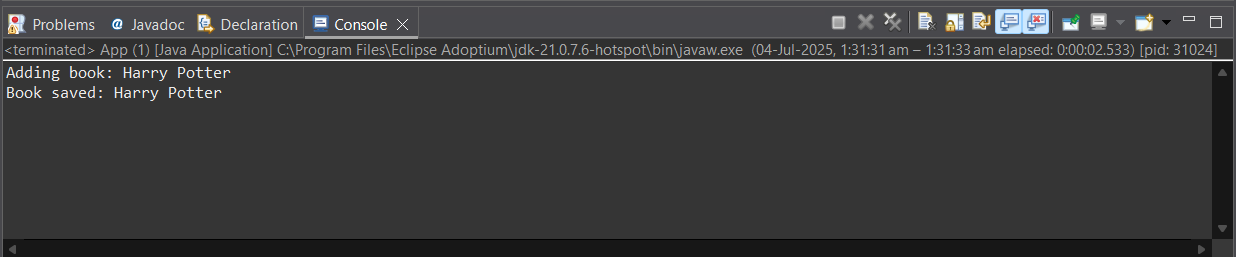 Problems @ Javadoc Declaration Console
<terminated> App (1) [Java Application] C:\Program Files\Eclipse Adoptium\jdk-21.0.7.6-hotspot\bin\javaw.exe (04-Jul-2025, 1:31:31 am – 1:31:33 am elapsed: 0:00:02.533) [pid: 31024]
Adding book: Harry Potter
Book saved: Harry Potter